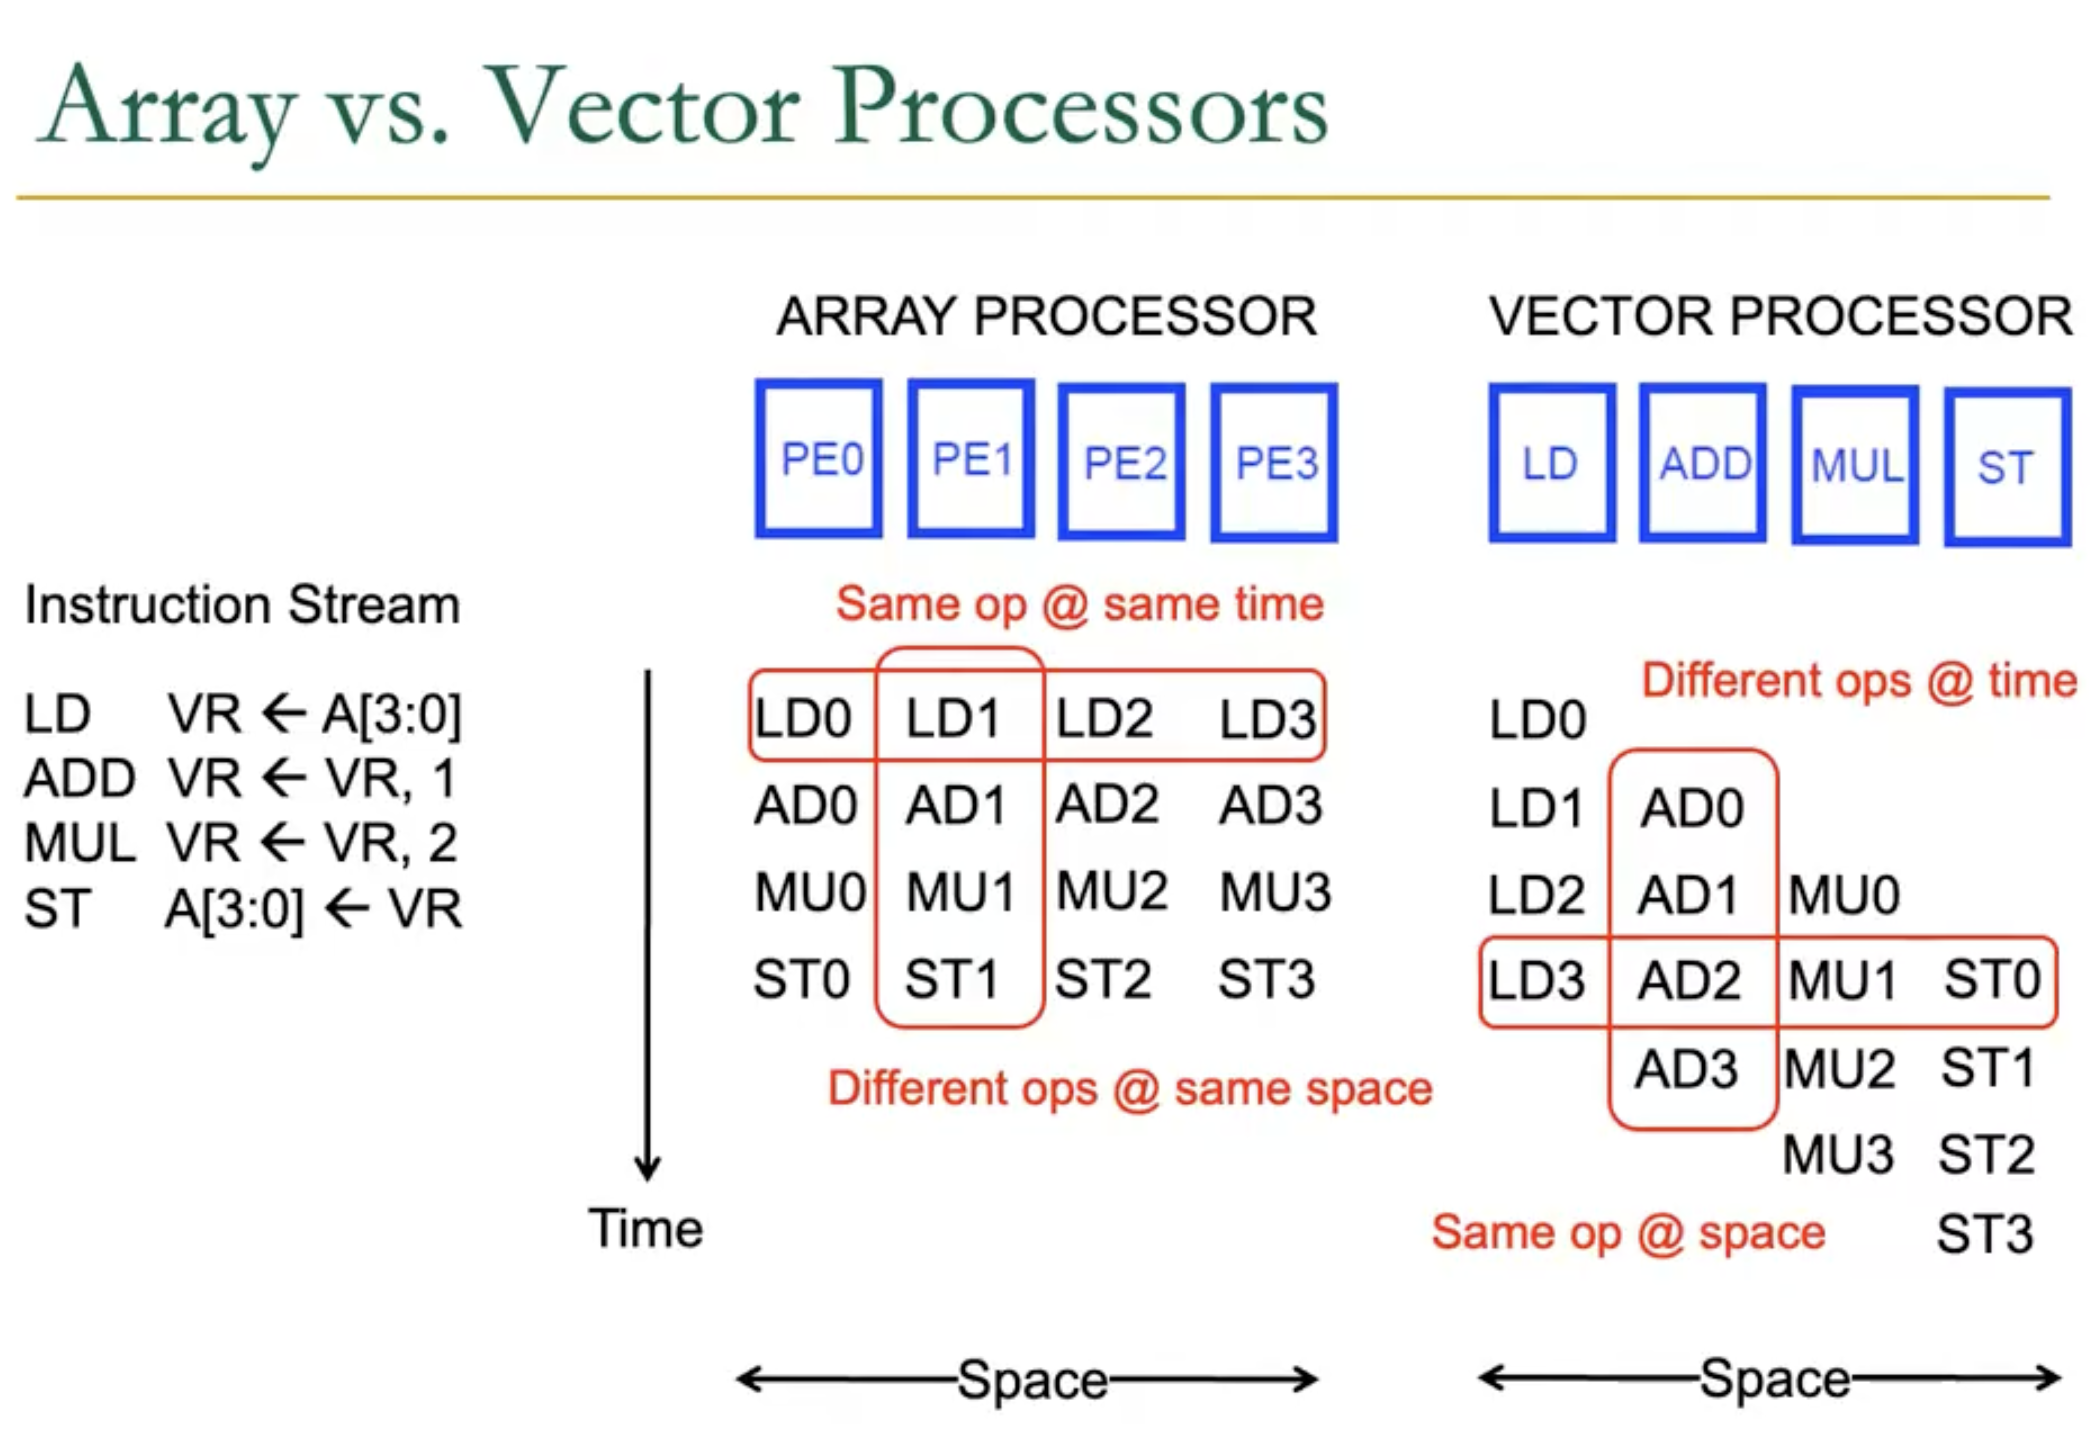 Array vs. Vector Processors
ARRAY PROCESSOR
VECTOR PROCESSOR
PE0 PE1 PE2 PE3
LD ADD MUL ST
Instruction Stream
LD VR ← A[3:0]
ADD VR ← VR, 1
MUL VR ← VR, 2
ST A[3:0] ← VR
Time
Same op @ same time
LD0 LD1 LD2 LD3
AD0 AD1 AD2 AD3
MU0 MU1 MU2 MU3
ST0 ST1 ST2 ST3
Different ops @ same space
Space
Different ops @ time
LD0
LD1 AD0
LD2 AD1 MU0
LD3 AD2 MU1 ST0
AD3 MU2 ST1
MU3 ST2
Same op @ space
ST3
Space